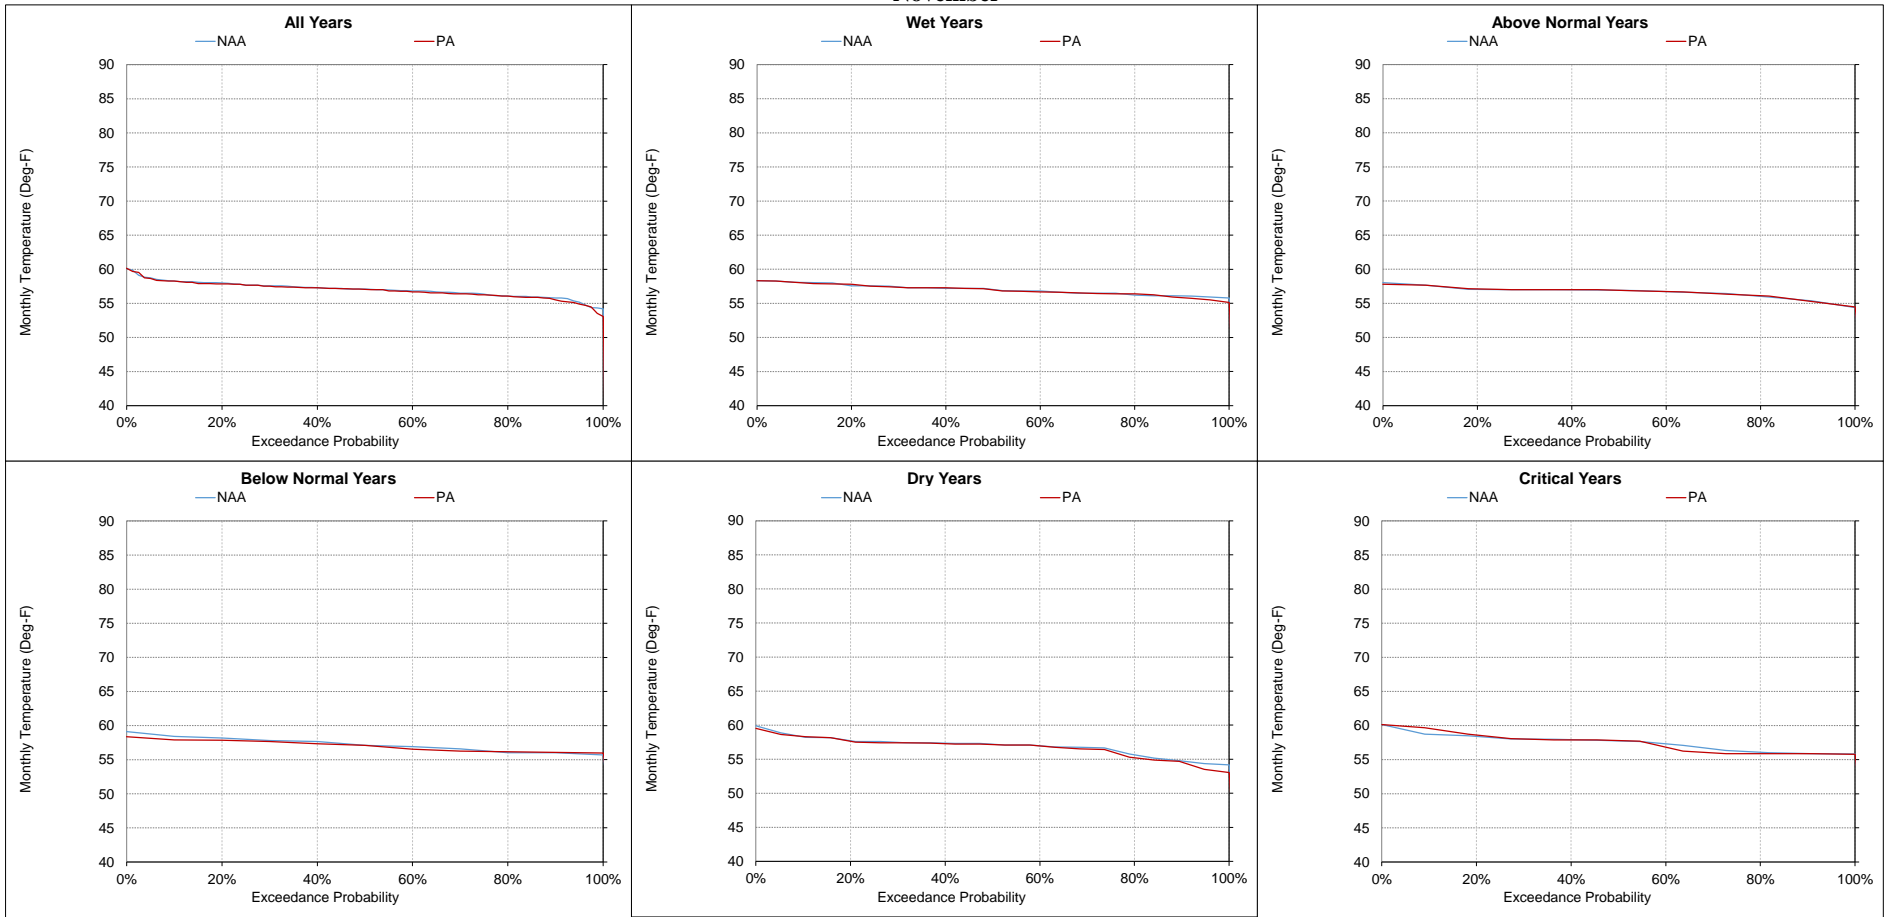 All Years
NAA PA
90
85
80
75
70
65
60
55
50
45
40
Monthly Temperature (Deg-F)
0% 20% 40% 60% 80% 100%
Exceedance Probability
Wet Years
NAA PA
90
85
80
75
70
65
60
55
50
45
40
Monthly Temperature (Deg-F)
0% 20% 40% 60% 80% 100%
Exceedance Probability
Above Normal Years
NAA PA
90
85
80
75
70
65
60
55
50
45
40
Monthly Temperature (Deg-F)
0% 20% 40% 60% 80% 100%
Exceedance Probability
Below Normal Years
NAA PA
90
85
80
75
70
65
60
55
50
45
40
Monthly Temperature (Deg-F)
0% 20% 40% 60% 80% 100%
Exceedance Probability
Dry Years
NAA PA
90
85
80
75
70
65
60
55
50
45
40
Monthly Temperature (Deg-F)
0% 20% 40% 60% 80% 100%
Exceedance Probability
Critical Years
NAA PA
90
85
80
75
70
65
60
55
50
45
40
Monthly Temperature (Deg-F)
0% 20% 40% 60% 80% 100%
Exceedance Probability